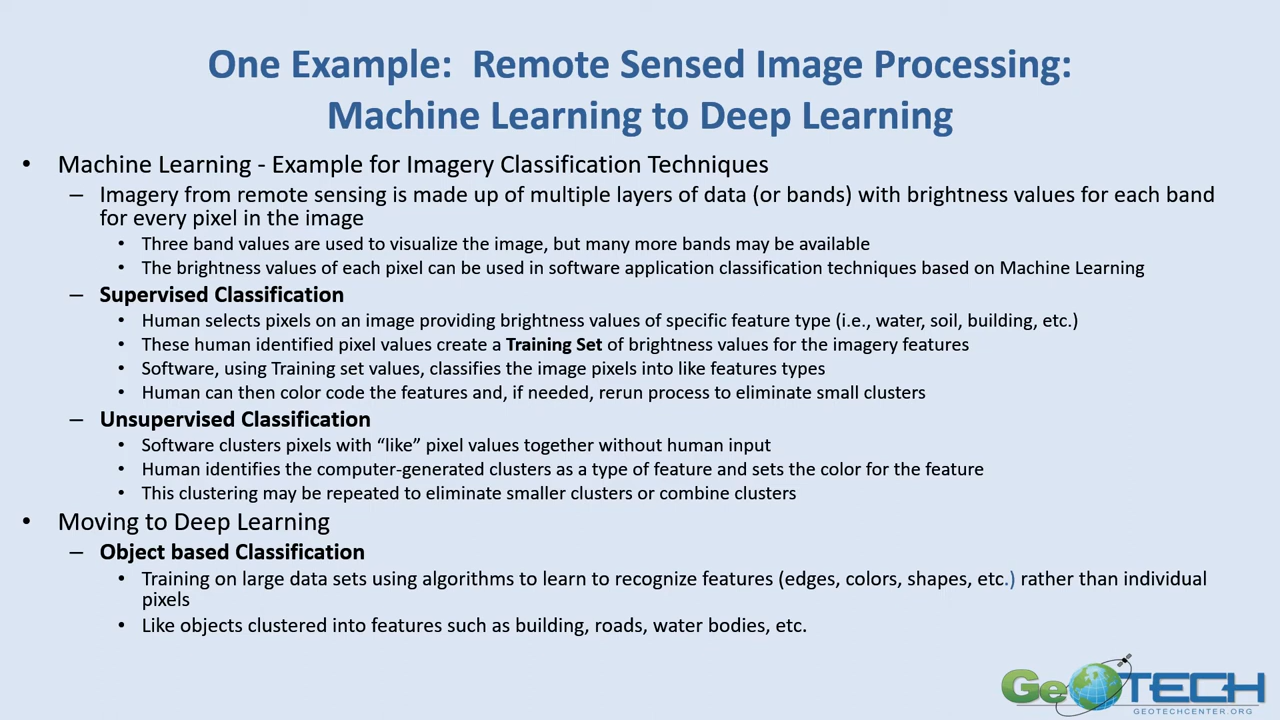 One Example:  Remote Sensed Image Processing:
Machine Learning to Deep Learning
• Machine Learning - Example for Imagery Classification Techniques
– Imagery from remote sensing is made up of multiple layers of data (or bands) with brightness values for each band
for every pixel in the image
• Three band values are used to visualize the image, but many more bands may be available
• The brightness values of each pixel can be used in software application classification techniques based on Machine Learning
– Supervised Classification
• Human selects pixels on an image providing brightness values of specific feature type (i.e., water, soil, building, etc.)
• These human identified pixel values create a Training Set of brightness values for the imagery features
• Software, using Training set values, classifies the image pixels into like features types
• Human can then color code the features and, if needed, rerun process to eliminate small clusters
– Unsupervised Classification
• Software clusters pixels with “like” pixel values together without human input
• Human identifies the computer-generated clusters as a type of feature and sets the color for the feature
• This clustering may be repeated to eliminate smaller clusters or combine clusters
• Moving to Deep Learning
– Object based Classification
• Training on large data sets using algorithms to learn to recognize features (edges, colors, shapes, etc.) rather than individual
pixels
• Like objects clustered into features such as building, roads, water bodies, etc.
GeoTECH
GEOTECHCENTER.ORG